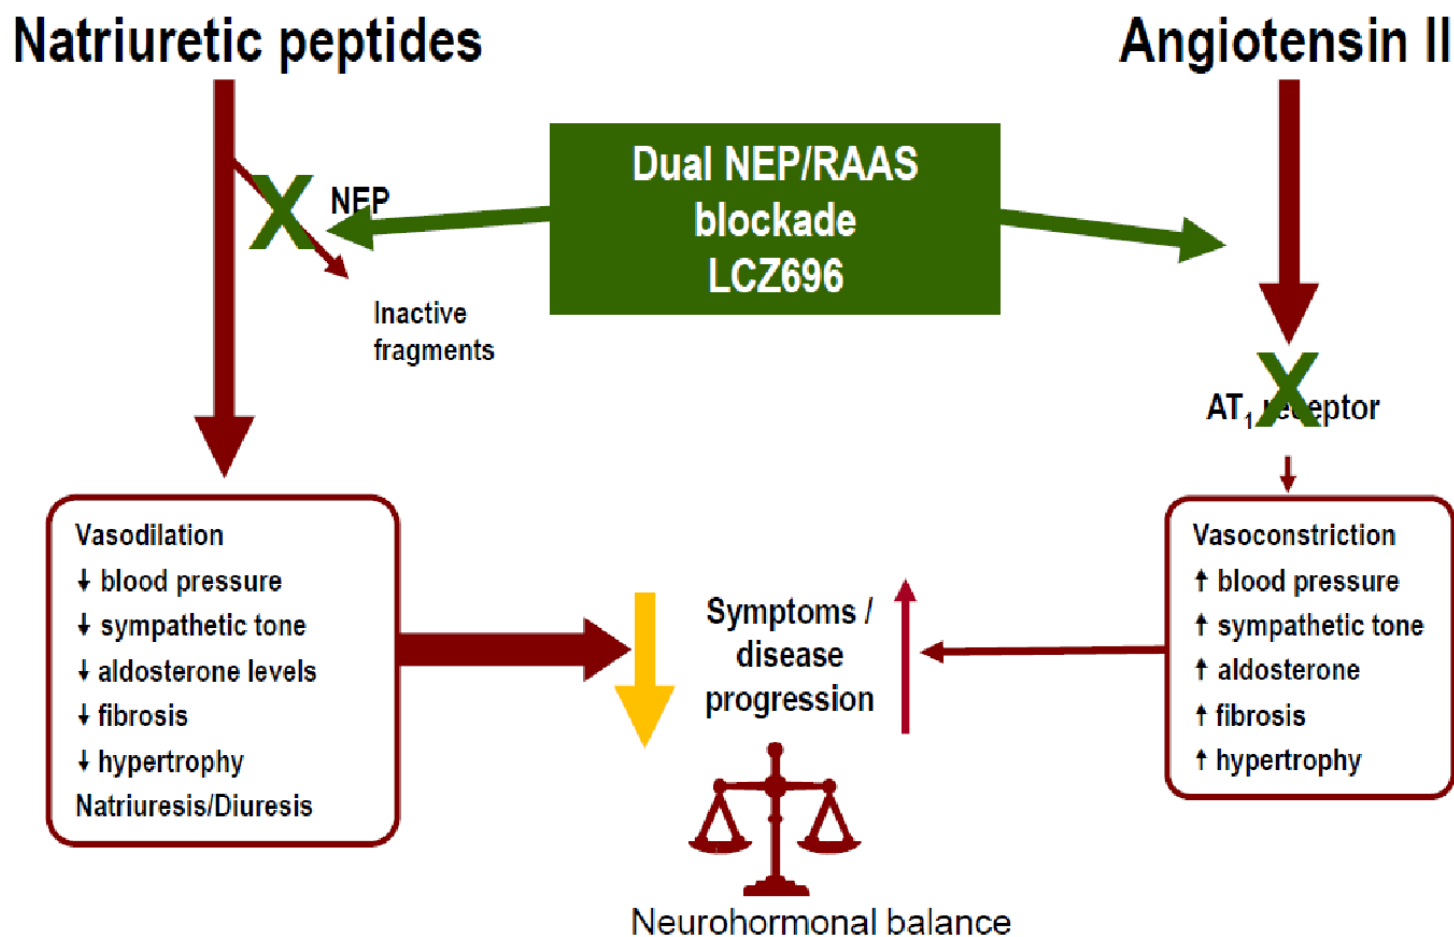 Natriuretic peptides
Angiotensin II
Dual NEP/RAAS
blockade
LCZ696
X NEP
Inactive
fragments
X
AT1 receptor
Vasodilation
↓ blood pressure
↓ sympathetic tone
↓ aldosterone levels
↓ fibrosis
↓ hypertrophy
Natriuresis/Diuresis
Symptoms /
disease
progression
Vasoconstriction
↑ blood pressure
↑ sympathetic tone
↑ aldosterone
↑ fibrosis
↑ hypertrophy
Neurohormonal balance